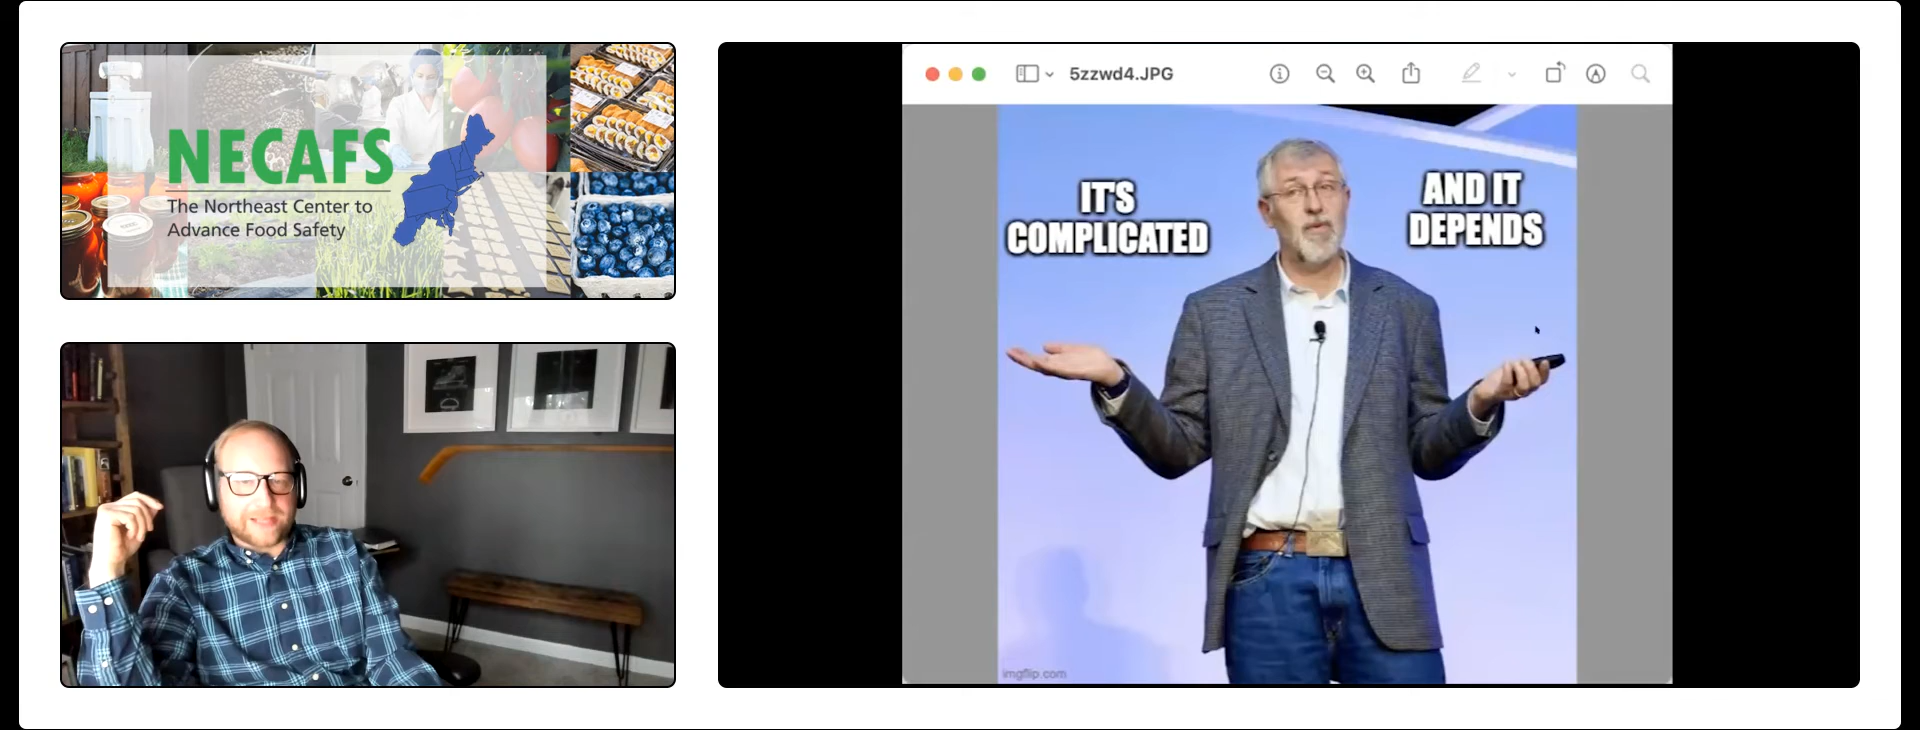 NECAFS
The Northeast Center to
Advance Food Safety
5zzwd4.JPG
IT'S
COMPLICATED
AND IT
DEPENDS
imgflip.com